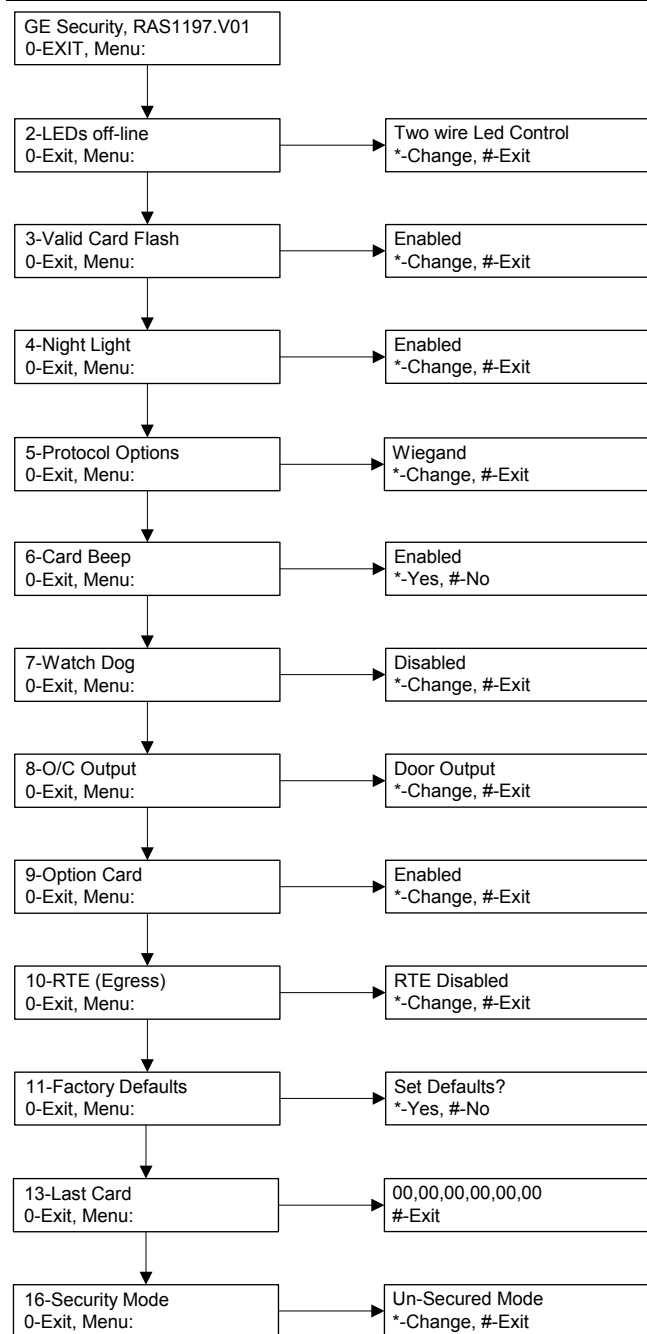 GE Security, RAS1197.V01
0-EXIT, Menu:
2-LEDs off-line
0-Exit, Menu:
Two wire Led Control
*-Change, #-Exit
3-Valid Card Flash
0-Exit, Menu:
Enabled
*-Change, #-Exit
4-Night Light
0-Exit, Menu:
Enabled
*-Change, #-Exit
5-Protocol Options
0-Exit, Menu:
Wiegand
*-Change, #-Exit
6-Card Beep
0-Exit, Menu:
Enabled
*-Yes, #-No
7-Watch Dog
0-Exit, Menu:
Disabled
*-Change, #-Exit
8-O/C Output
0-Exit, Menu:
Door Output
*-Change, #-Exit
9-Option Card
0-Exit, Menu:
Enabled
*-Change, #-Exit
10-RTE (Egress)
0-Exit, Menu:
RTE Disabled
*-Change, #-Exit
11-Factory Defaults
0-Exit, Menu:
Set Defaults?
*-Yes, #-No
13-Last Card
0-Exit, Menu:
00,00,00,00,00,00
#-Exit
16-Security Mode
0-Exit, Menu:
Un-Secured Mode
*-Change, #-Exit